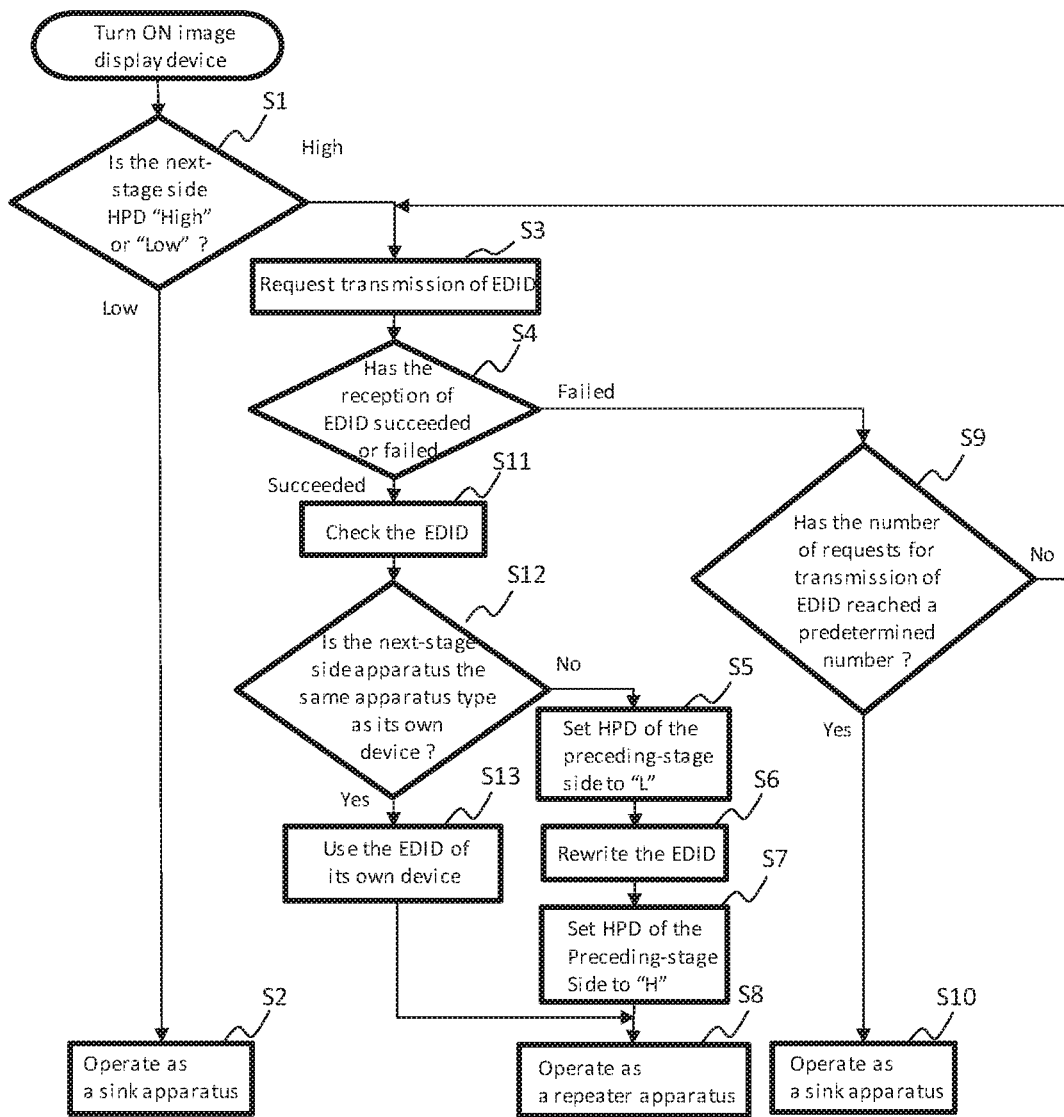 Turn ON image
display device
S1
High
Is the next-
stage side
HPD “High”
or “Low” ?
Low
S3
Request transmission of EDID
S4
Has the
reception of
EDID succeeded
or failed
Failed
Succeeded
S11
Check the EDID
S9
Has the number
of requests for
transmission of
EDID reached a
predetermined
number ?
No
Yes
S12
Is the next-stage
side apparatus the
same apparatus type
as its own
device ?
No
Yes
S5
Set HPD of the
preceding-stage
side to “L”
S13
Use the EDID of
its own device
S6
Rewrite the EDID
S7
Set HPD of the
Preceding-stage
Side to “H”
S2
Operate as
a sink apparatus
S8
Operate as
a repeater apparatus
S10
Operate as
a sink apparatus